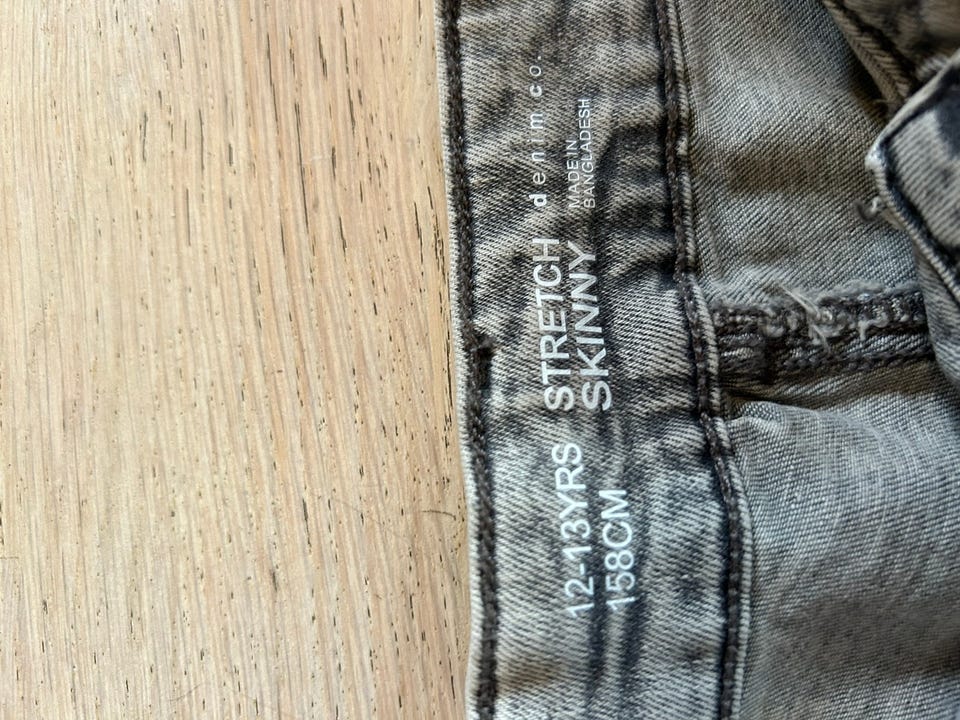 12-13YRS
158CM
STRETCH
SKINNY
denim co.
MADE IN
BANGLADESH